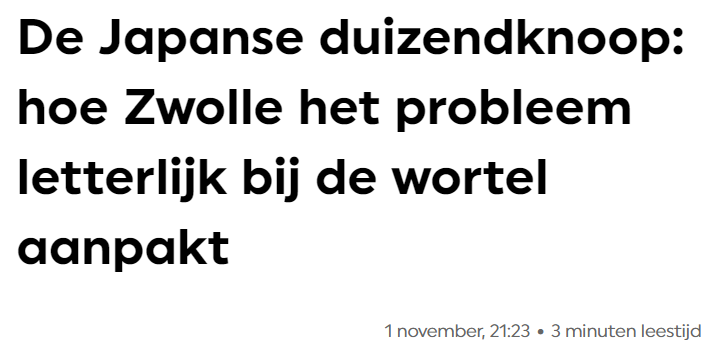 De Japanse duizendknoop:
hoe Zwolle het probleem
letterlijk bij de wortel
aanpakt
1 november, 21:23 • 3 minuten leestijd